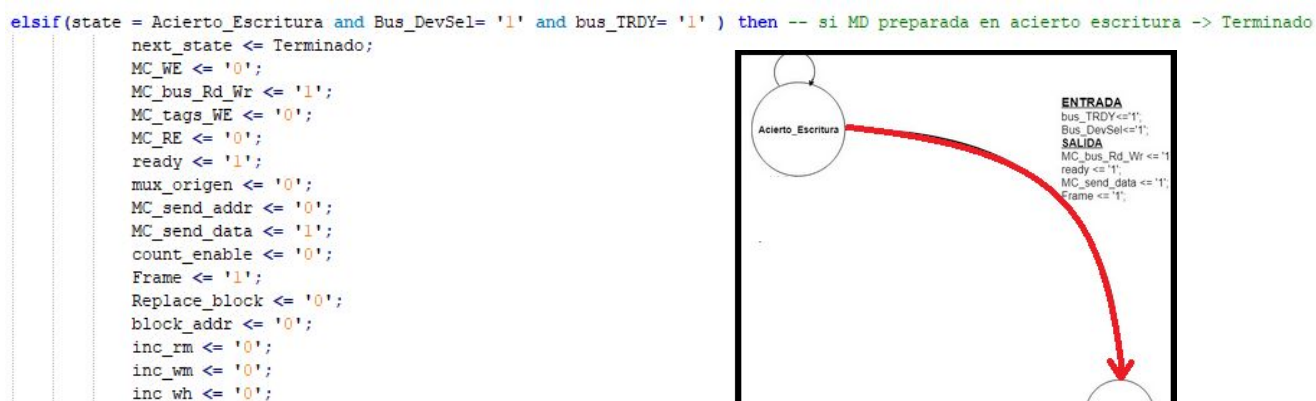 elsif(state = Acierto_Escritura and Bus_DevSel= '1' and bus_TRDY= '1' ) then -- si MD preparada en acierto escritura -> Terminado
next_state <= Terminado;
MC_WE <= '0';
MC_bus_Rd_Wr <= '1';
MC_tags_WE <= '0';
MC_RE <= '0';
ready <= '1';
mux_origen <= '0';
MC_send_addr <= '0';
MC_send_data <= '1';
count_enable <= '0';
Frame <= '1';
Replace_block <= '0';
block_addr <= '0';
inc_rm <= '0';
inc_wm <= '0';
inc_wh <= '0';
Acierto_Escritura
ENTRADA
bus_TRDY<='1';
Bus_DevSel<='1';
SALIDA
MC_bus_Rd_Wr <= '1
ready <= '1';
MC_send_data <= '1';
Frame <= '1';